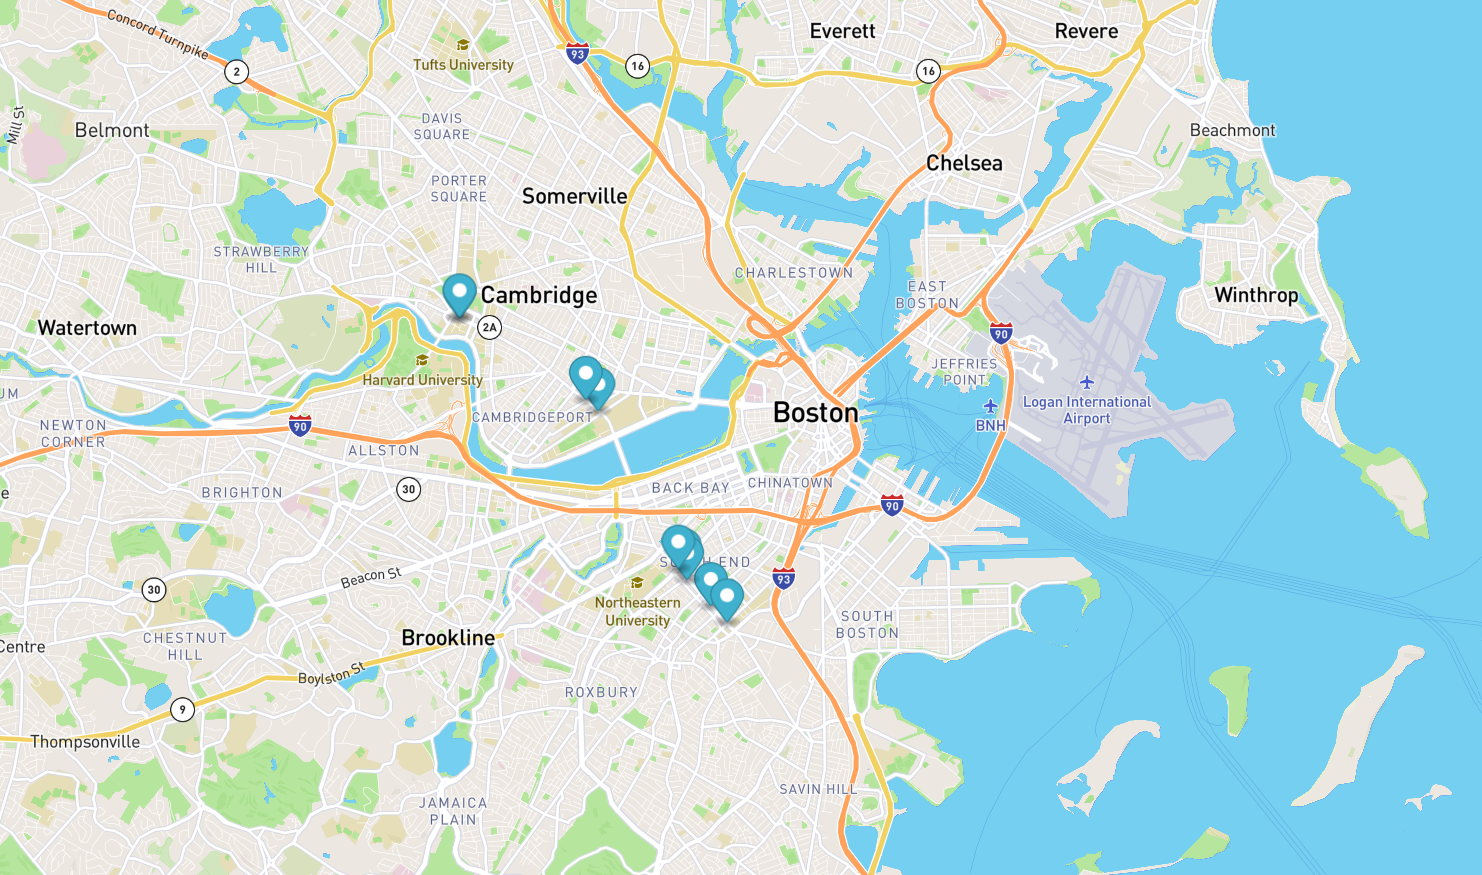 Concord Turnpike
2
Tufts University
93
16
Everett
Revere
16
Mill St
Belmont
DAVIS
SQUARE
Beachmont
Chelsea
PORTER
SQUARE
Somerville
STRAWBERRY
HILL
CHARLESTOWN
EAST
BOSTON
Winthrop
Cambridge
2A
Watertown
90
JEFFRIES
POINT
Harvard University
UM
Logan International
Airport
BNH
CAMBRIDGEPORT
Boston
90
NEWTON
CORNER
ALLSTON
BRIGHTON
30
BACK BAY
CHINATOWN
90
e
SOUTH END
93
Beacon St
30
Northeastern
University
SOUTH
BOSTON
Brookline
CHESTNUT
HILL
Centre
Boylston St
ROXBURY
9
Thompsonville
SAVIN HILL
JAMAICA
PLAIN